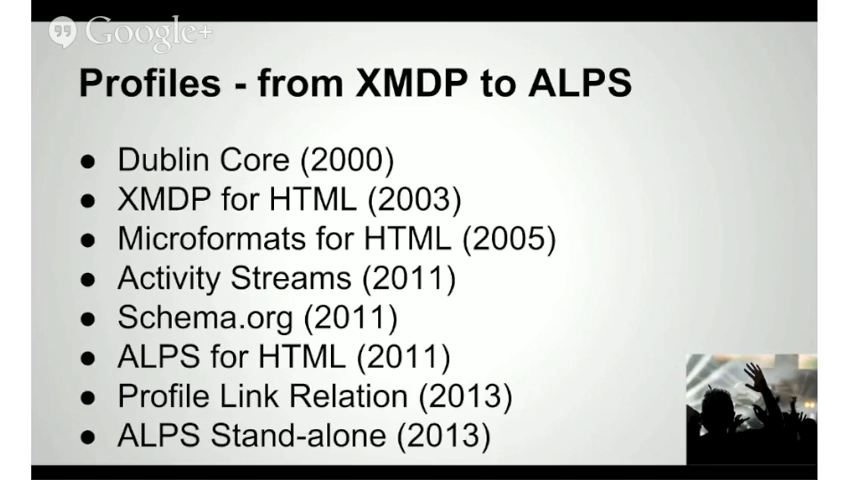 Google+
Profiles - from XMDP to ALPS
● Dublin Core (2000)
● XMDP for HTML (2003)
● Microformats for HTML (2005)
● Activity Streams (2011)
● Schema.org (2011)
● ALPS for HTML (2011)
● Profile Link Relation (2013)
● ALPS Stand-alone (2013)